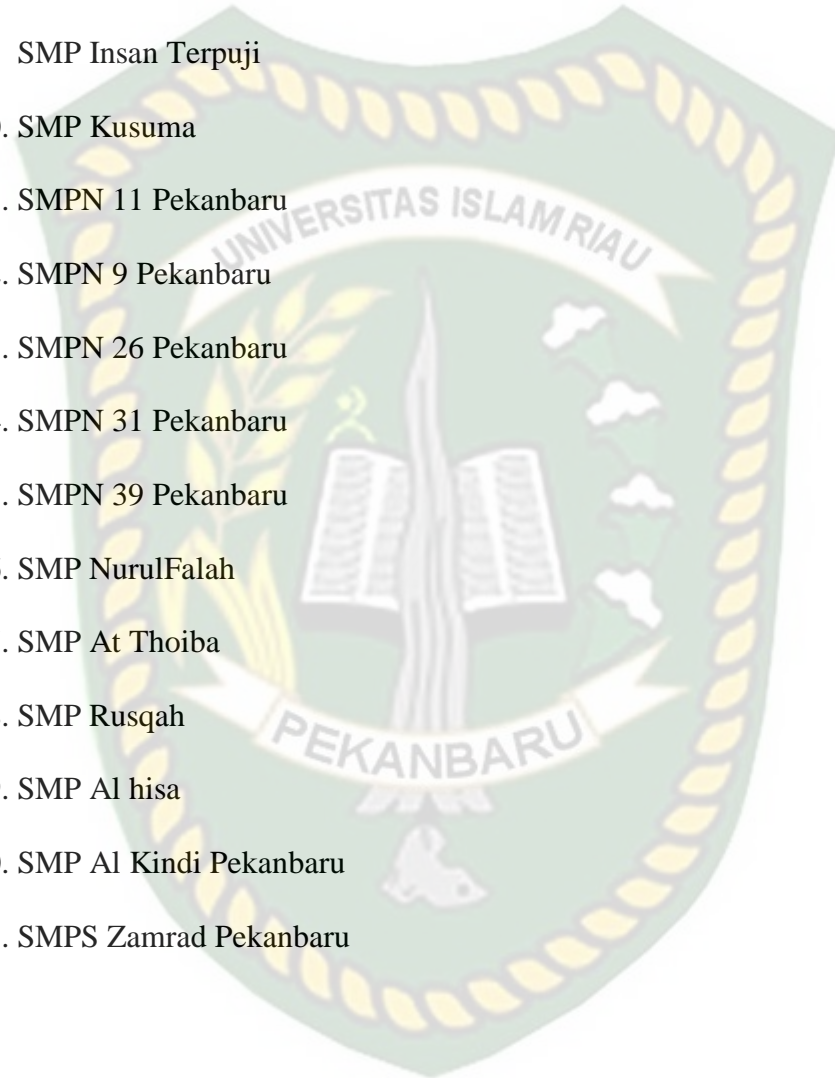 SMP Insan Terpuji
. SMP Kusuma
. SMPN 11 Pekanbaru
. SMPN 9 Pekanbaru
. SMPN 26 Pekanbaru
. SMPN 31 Pekanbaru
. SMPN 39 Pekanbaru
. SMP NurulFalah
. SMP At Thoiba
. SMP Rusqah
. SMP Al hisa
. SMP Al Kindi Pekanbaru
. SMPS Zamrad Pekanbaru
UNIVERSITAS ISLAM RIAU
PEKANBARU